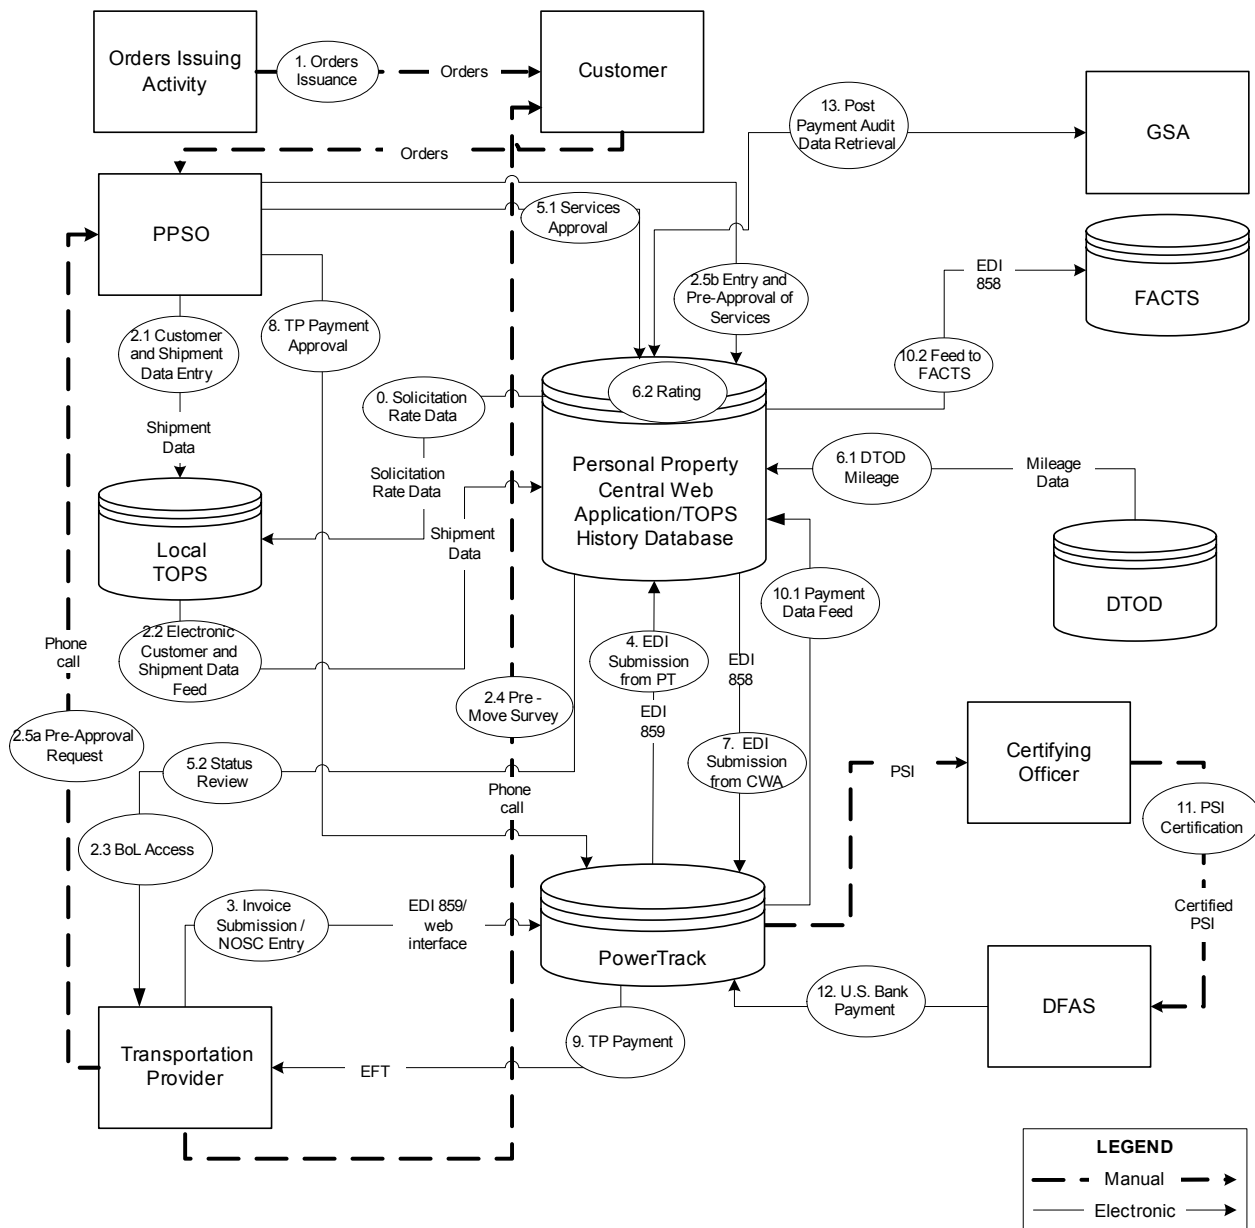 Orders Issuing
Activity
1. Orders
Issuance
Orders
Customer
13. Post
Payment Audit
Data Retrieval
GSA
Orders
PPSO
5.1 Services
Approval
2.5b Entry and
Pre-Approval of
Services
EDI
858
FACTS
2.1 Customer
and Shipment
Data Entry
8. TP Payment
Approval
10.2 Feed to
FACTS
0. Solicitation
Rate Data
6.2 Rating
Shipment
Data
Solicitation
Rate Data
Personal Property
Central Web
Application/TOPS
History Database
6.1 DTOD
Mileage
Mileage
Data
Shipment
Data
Local
TOPS
DTOD
10.1 Payment
Data Feed
2.2 Electronic
Customer and
Shipment Data
Feed
Phone
call
4. EDI
Submission
from PT
EDI
858
2.4 Pre -
Move Survey
EDI
859
2.5a Pre-Approval
Request
5.2 Status
Review
7. EDI
Submission
from CWA
PSI
Certifying
Officer
Phone
call
11. PSI
Certification
2.3 BoL Access
3. Invoice
Submission /
NOSC Entry
EDI 859/
web
interface
PowerTrack
Certified
PSI
12. U.S. Bank
Payment
DFAS
9. TP Payment
Transportation
Provider
EFT
LEGEND
Manual
Electronic